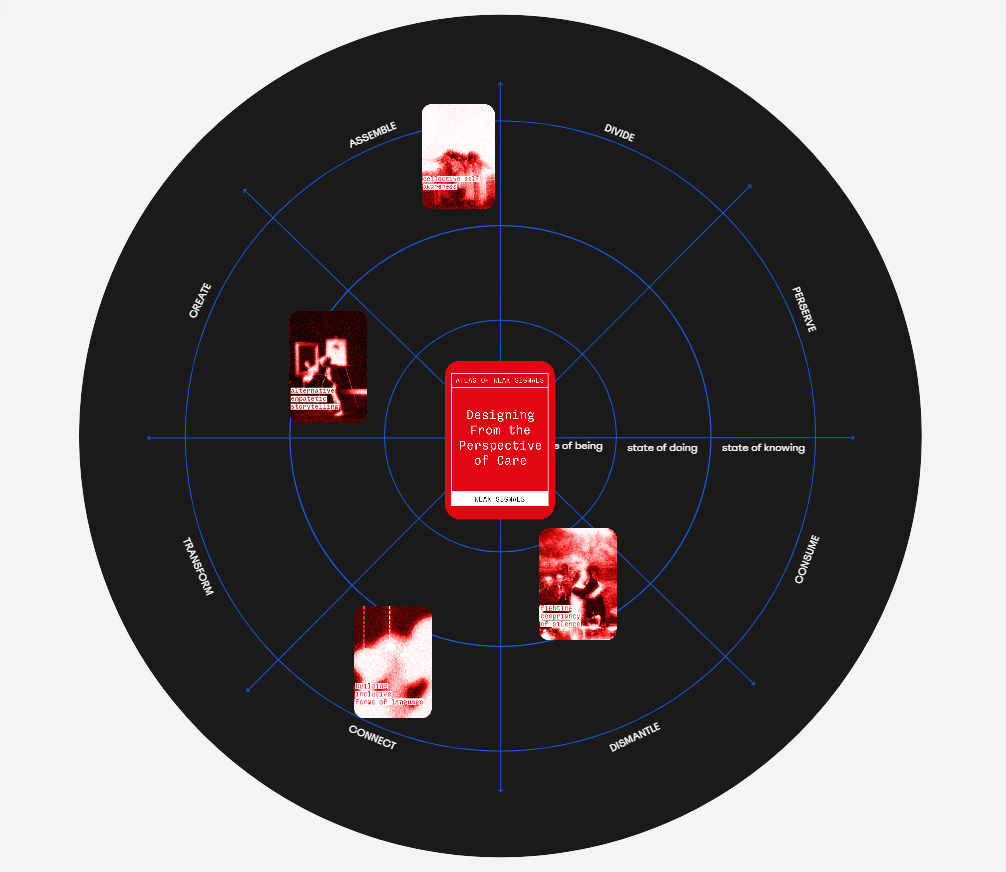 ASSEMBLE
DIVIDE
collective self
awareness
CREATE
PERSERVE
alternative
empatetic
storytelling
ATLAS OF WEAK SIGNALS
Designing
From the
Perspective
of Care
WEAK SIGNALS
e of being
state of doing
state of knowing
TRANSFORM
CONSUME
Fighting
conspriency
of silence
Building
inclusive
forms of language
CONNECT
DISMANTLE